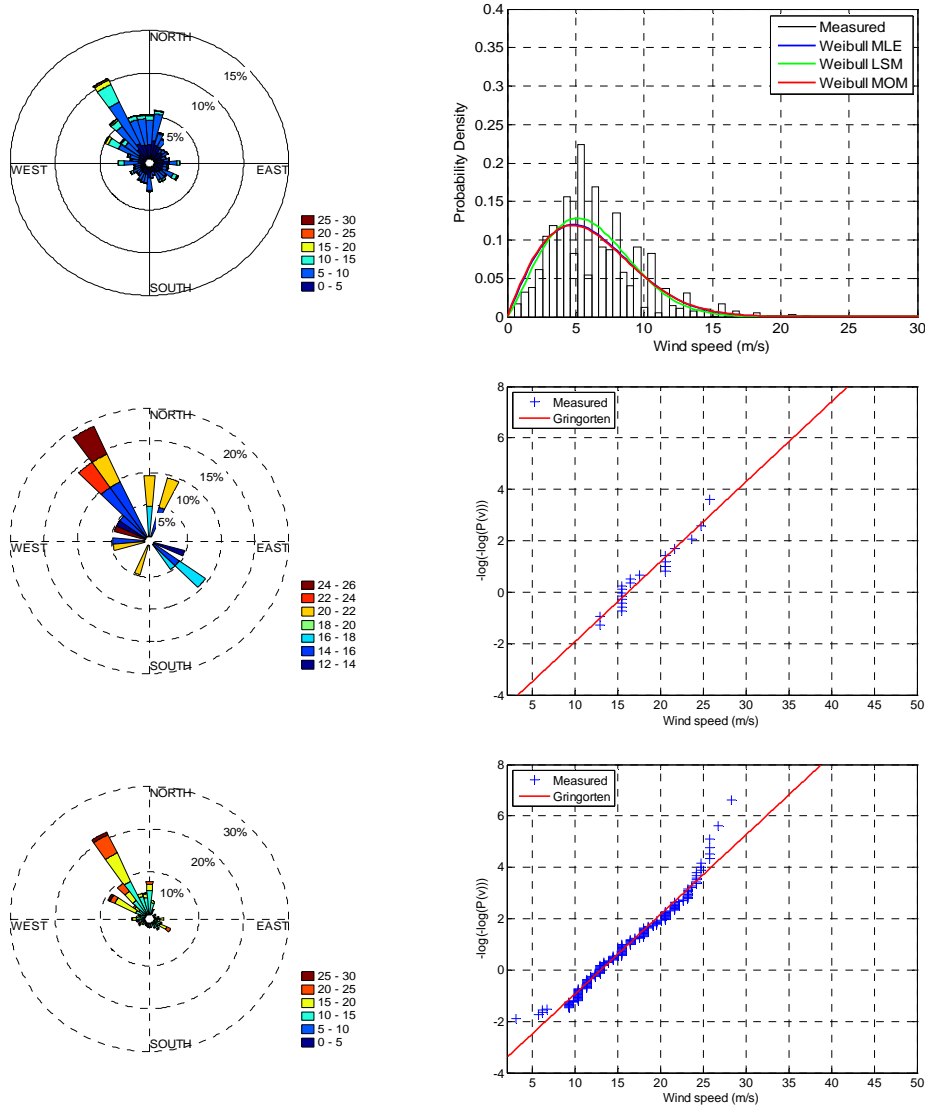 NORTH
15%
10%
5%
WEST
EAST
SOUTH
25 - 30
20 - 25
15 - 20
10 - 15
5 - 10
0 - 5
0.4
0.35
0.3
0.25
0.2
0.15
0.1
0.05
0
Probability Density
Measured
Weibull MLE
Weibull LSM
Weibull MOM
0 5 10 15 20 25 30
Wind speed (m/s)
NORTH
20%
15%
10%
5%
WEST
EAST
SOUTH
24 - 26
22 - 24
20 - 22
18 - 20
16 - 18
14 - 16
12 - 14
8
6
4
2
0
-2
-4
-log(-log(P(v)))
Measured
Gringorten
5 10 15 20 25 30 35 40 45 50
Wind speed (m/s)
NORTH
30%
20%
10%
WEST
EAST
SOUTH
25 - 30
20 - 25
15 - 20
10 - 15
5 - 10
0 - 5
8
6
4
2
0
-2
-4
-log(-log(P(v)))
Measured
Gringorten
5 10 15 20 25 30 35 40 45 50
Wind speed (m/s)